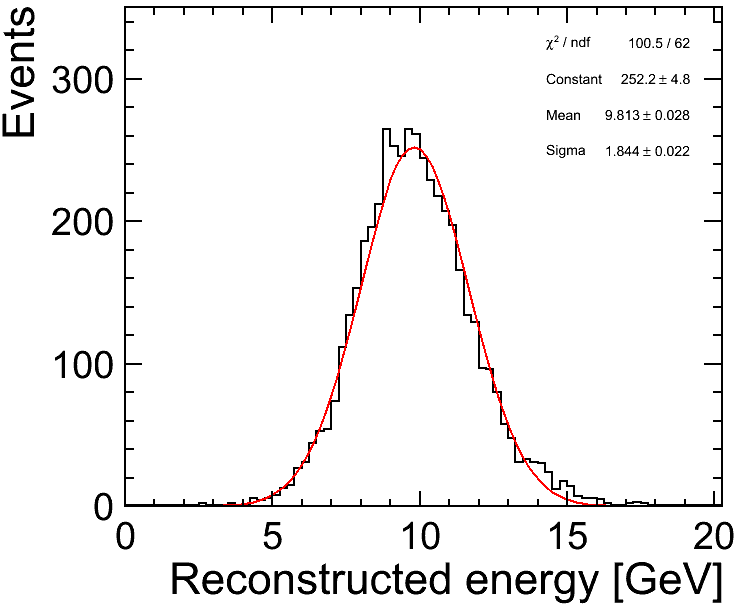 Events
300
200
100
0
χ² / ndf 100.5 / 62
Constant 252.2 ± 4.8
Mean 9.813 ± 0.028
Sigma 1.844 ± 0.022
0 5 10 15 20
Reconstructed energy [GeV]